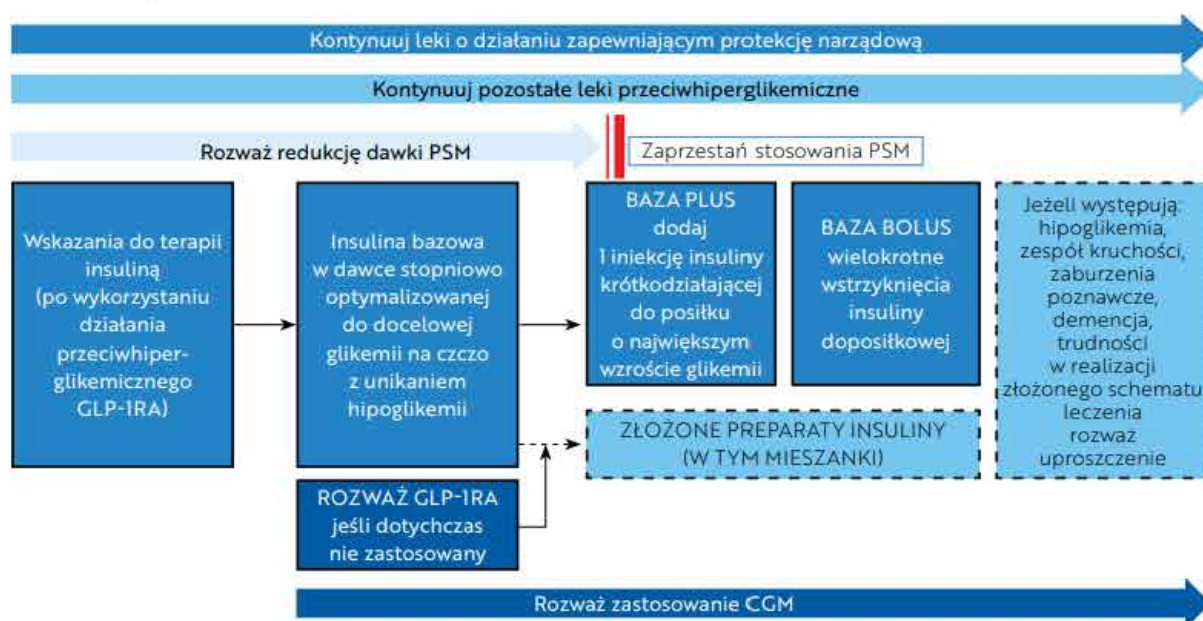 Kontynuuj leki o działaniu zapewniającym protekcję narządową
Kontynuuj pozostałe leki przeciwhiperglikemiczne
Rozważ redukcję dawki PSM
Zaprzestań stosowania PSM
Wskazania do terapii
insuliną
(po wykorzystaniu
działania
przeciwhiper-
glikemicznego
GLP-1RA)
Insulina bazowa
w dawce stopniowo
optymalizowanej
do docelowej
glikemii na czczo
z unikaniem
hipoglikemii
BAZA PLUS
dodaj
1 iniekcję insuliny
krótkodziałającej
do posiłku
o największym
wzroście glikemii
BAZA BOLUS
wielokrotne
wstrzyknięcia
insuliny
doposiłkowej
Jeżeli występują:
hipoglikemia,
zespół kruchości,
zaburzenia
poznawcze,
demencja,
trudności
w realizacji
złożonego schematu
leczenia
rozważ
uproszczenie
ZŁOŻONE PREPARATY INSULINY
(W TYM MIESZANKI)
ROZWAŻ GLP-1RA
jeśli dotychczas
nie zastosowany
Rozważ zastosowanie CGM